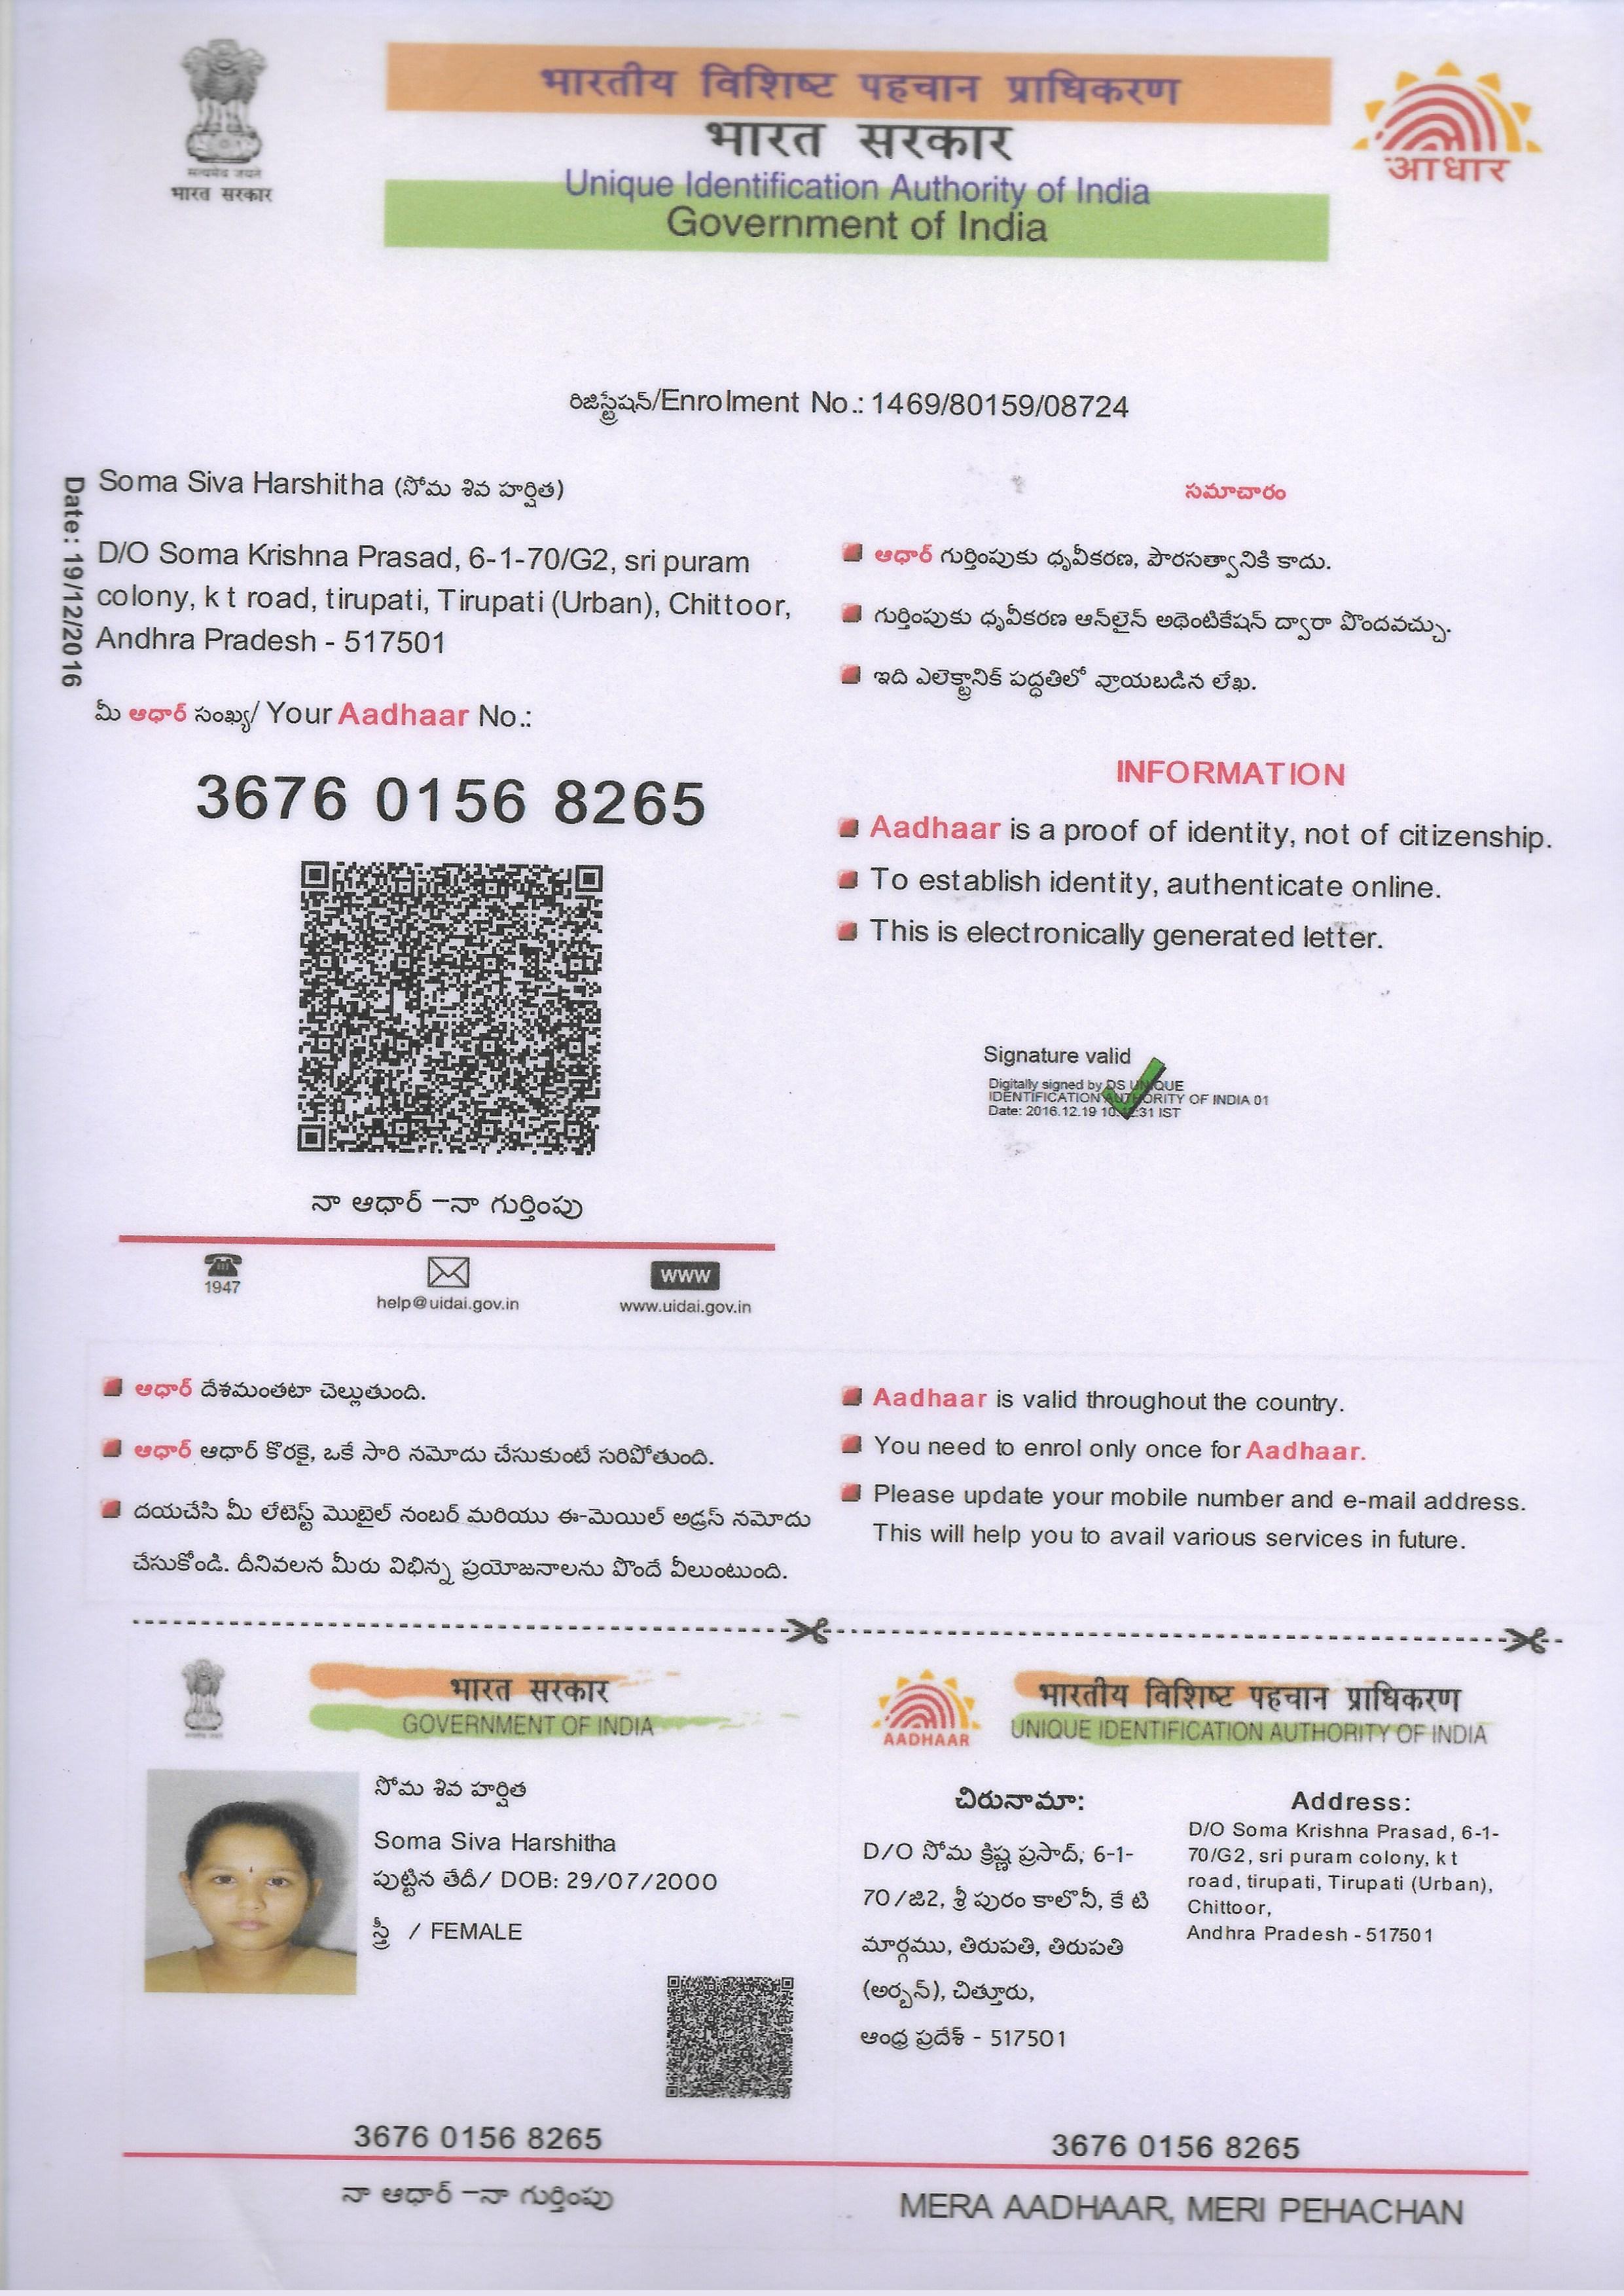 भारतीय विशिष्ट पहचान प्राधिकरण
भारत सरकार
Unique Identification Authority of India
Government of India
सत्यमेव जयते
भारत सरकार
आधार
రిజిస్ట్రేషన్/Enrolment No.: 1469/80159/08724
Date: 19/12/2016
Soma Siva Harshitha (సోమ శివ హర్షిత)
D/O Soma Krishna Prasad, 6-1-70/G2, sri puram
colony, k t road, tirupati, Tirupati (Urban), Chittoor,
Andhra Pradesh - 517501
మీ ఆధార్ సంఖ్య/ Your Aadhaar No.:
3676 0156 8265
నా ఆధార్ –నా గుర్తింపు
1947
help@uidai.gov.in
www
www.uidai.gov.in
సమాచారం
ఆధార్ గుర్తింపుకు ధృవీకరణ, పౌరసత్వానికి కాదు.
గుర్తింపుకు ధృవీకరణ ఆన్‌లైన్ అథెంటికేషన్ ద్వారా పొందవచ్చు.
ఇది ఎలెక్ట్రానిక్ పద్ధతిలో వ్రాయబడిన లేఖ.
INFORMATION
Aadhaar is a proof of identity, not of citizenship.
To establish identity, authenticate online.
This is electronically generated letter.
Signature valid
Digitally signed by DS UNIQUE
IDENTIFICATION AUTHORITY OF INDIA 01
Date: 2016.12.19 IST
ఆధార్ దేశమంతటా చెల్లుతుంది.
ఆధార్ ఆధార్ కొరకై, ఒకే సారి నమోదు చేసుకుంటే సరిపోతుంది.
దయచేసి మీ లేటెస్ట్ మొబైల్ నంబర్ మరియు ఈ-మెయిల్ అడ్రస్ నమోదు
చేసుకోండి. దీనివలన మీరు విభిన్న ప్రయోజనాలను పొందే వీలుంటుంది.
Aadhaar is valid throughout the country.
You need to enrol only once for Aadhaar.
Please update your mobile number and e-mail address.
This will help you to avail various services in future.
भारत सरकार
GOVERNMENT OF INDIA
సోమ శివ హర్షిత
Soma Siva Harshitha
పుట్టిన తేదీ/ DOB: 29/07/2000
స్త్రీ / FEMALE
3676 0156 8265
నా ఆధార్ –నా గుర్తింపు
AADHAAR
भारतीय विशिष्ट पहचान प्राधिकरण
UNIQUE IDENTIFICATION AUTHORITY OF INDIA
చిరునామా:
D/O సోమ క్రిష్ణ ప్రసాద్, 6-1-
70/జి2, శ్రీ పురం కాలొనీ, కే టి
మార్గము, తిరుపతి, తిరుపతి
(అర్బన్), చిత్తూరు,
ఆంధ్ర ప్రదేశ్ - 517501
Address:
D/O Soma Krishna Prasad, 6-1-
70/G2, sri puram colony, k t
road, tirupati, Tirupati (Urban),
Chittoor,
Andhra Pradesh - 517501
3676 0156 8265
MERA AADHAAR, MERI PEHACHAN